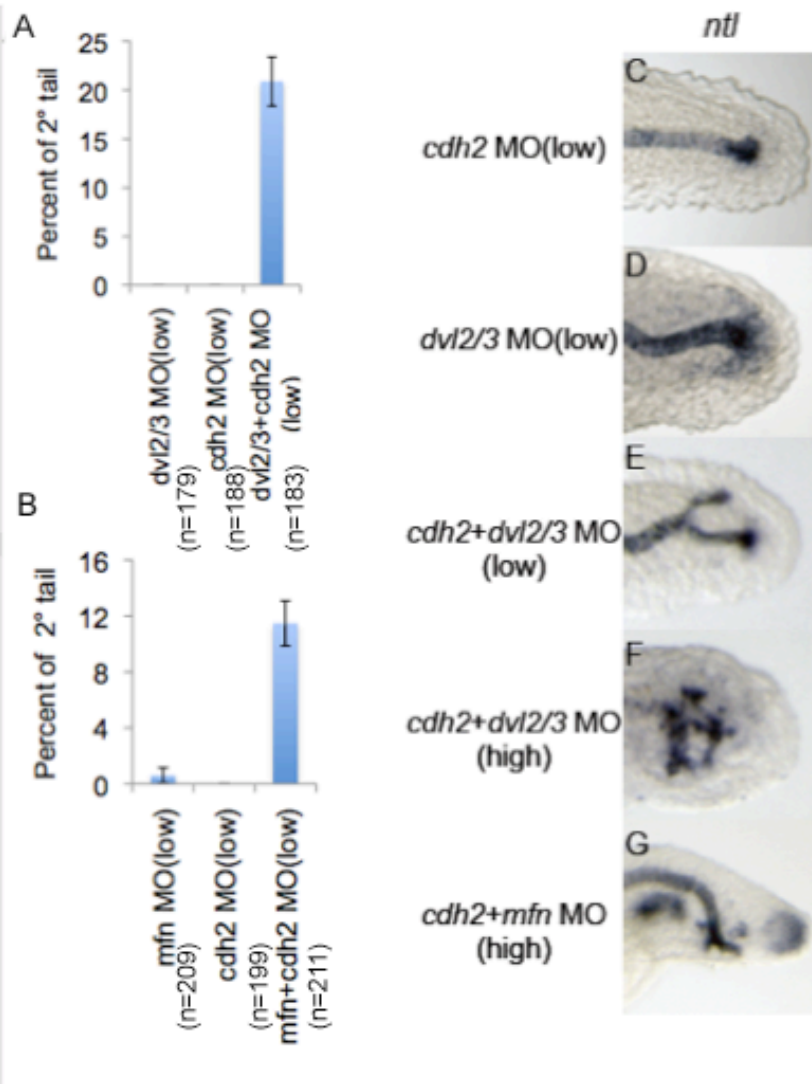 A
Percent of 2° tail
25
20
15
10
5
0
dvl2/3 MO(low)
(n=179)
cdh2 MO(low)
(n=188)
dvl2/3+cdh2 MO
(low)
(n=183)
B
Percent of 2° tail
16
12
8
4
0
mfn MO(low)
(n=209)
cdh2 MO(low)
(n=199)
mfn+cdh2 MO(low)
(n=211)
ntl
C
cdh2 MO(low)
D
dvl2/3 MO(low)
E
cdh2+dvl2/3 MO
(low)
F
cdh2+dvl2/3 MO
(high)
G
cdh2+mfn MO
(high)